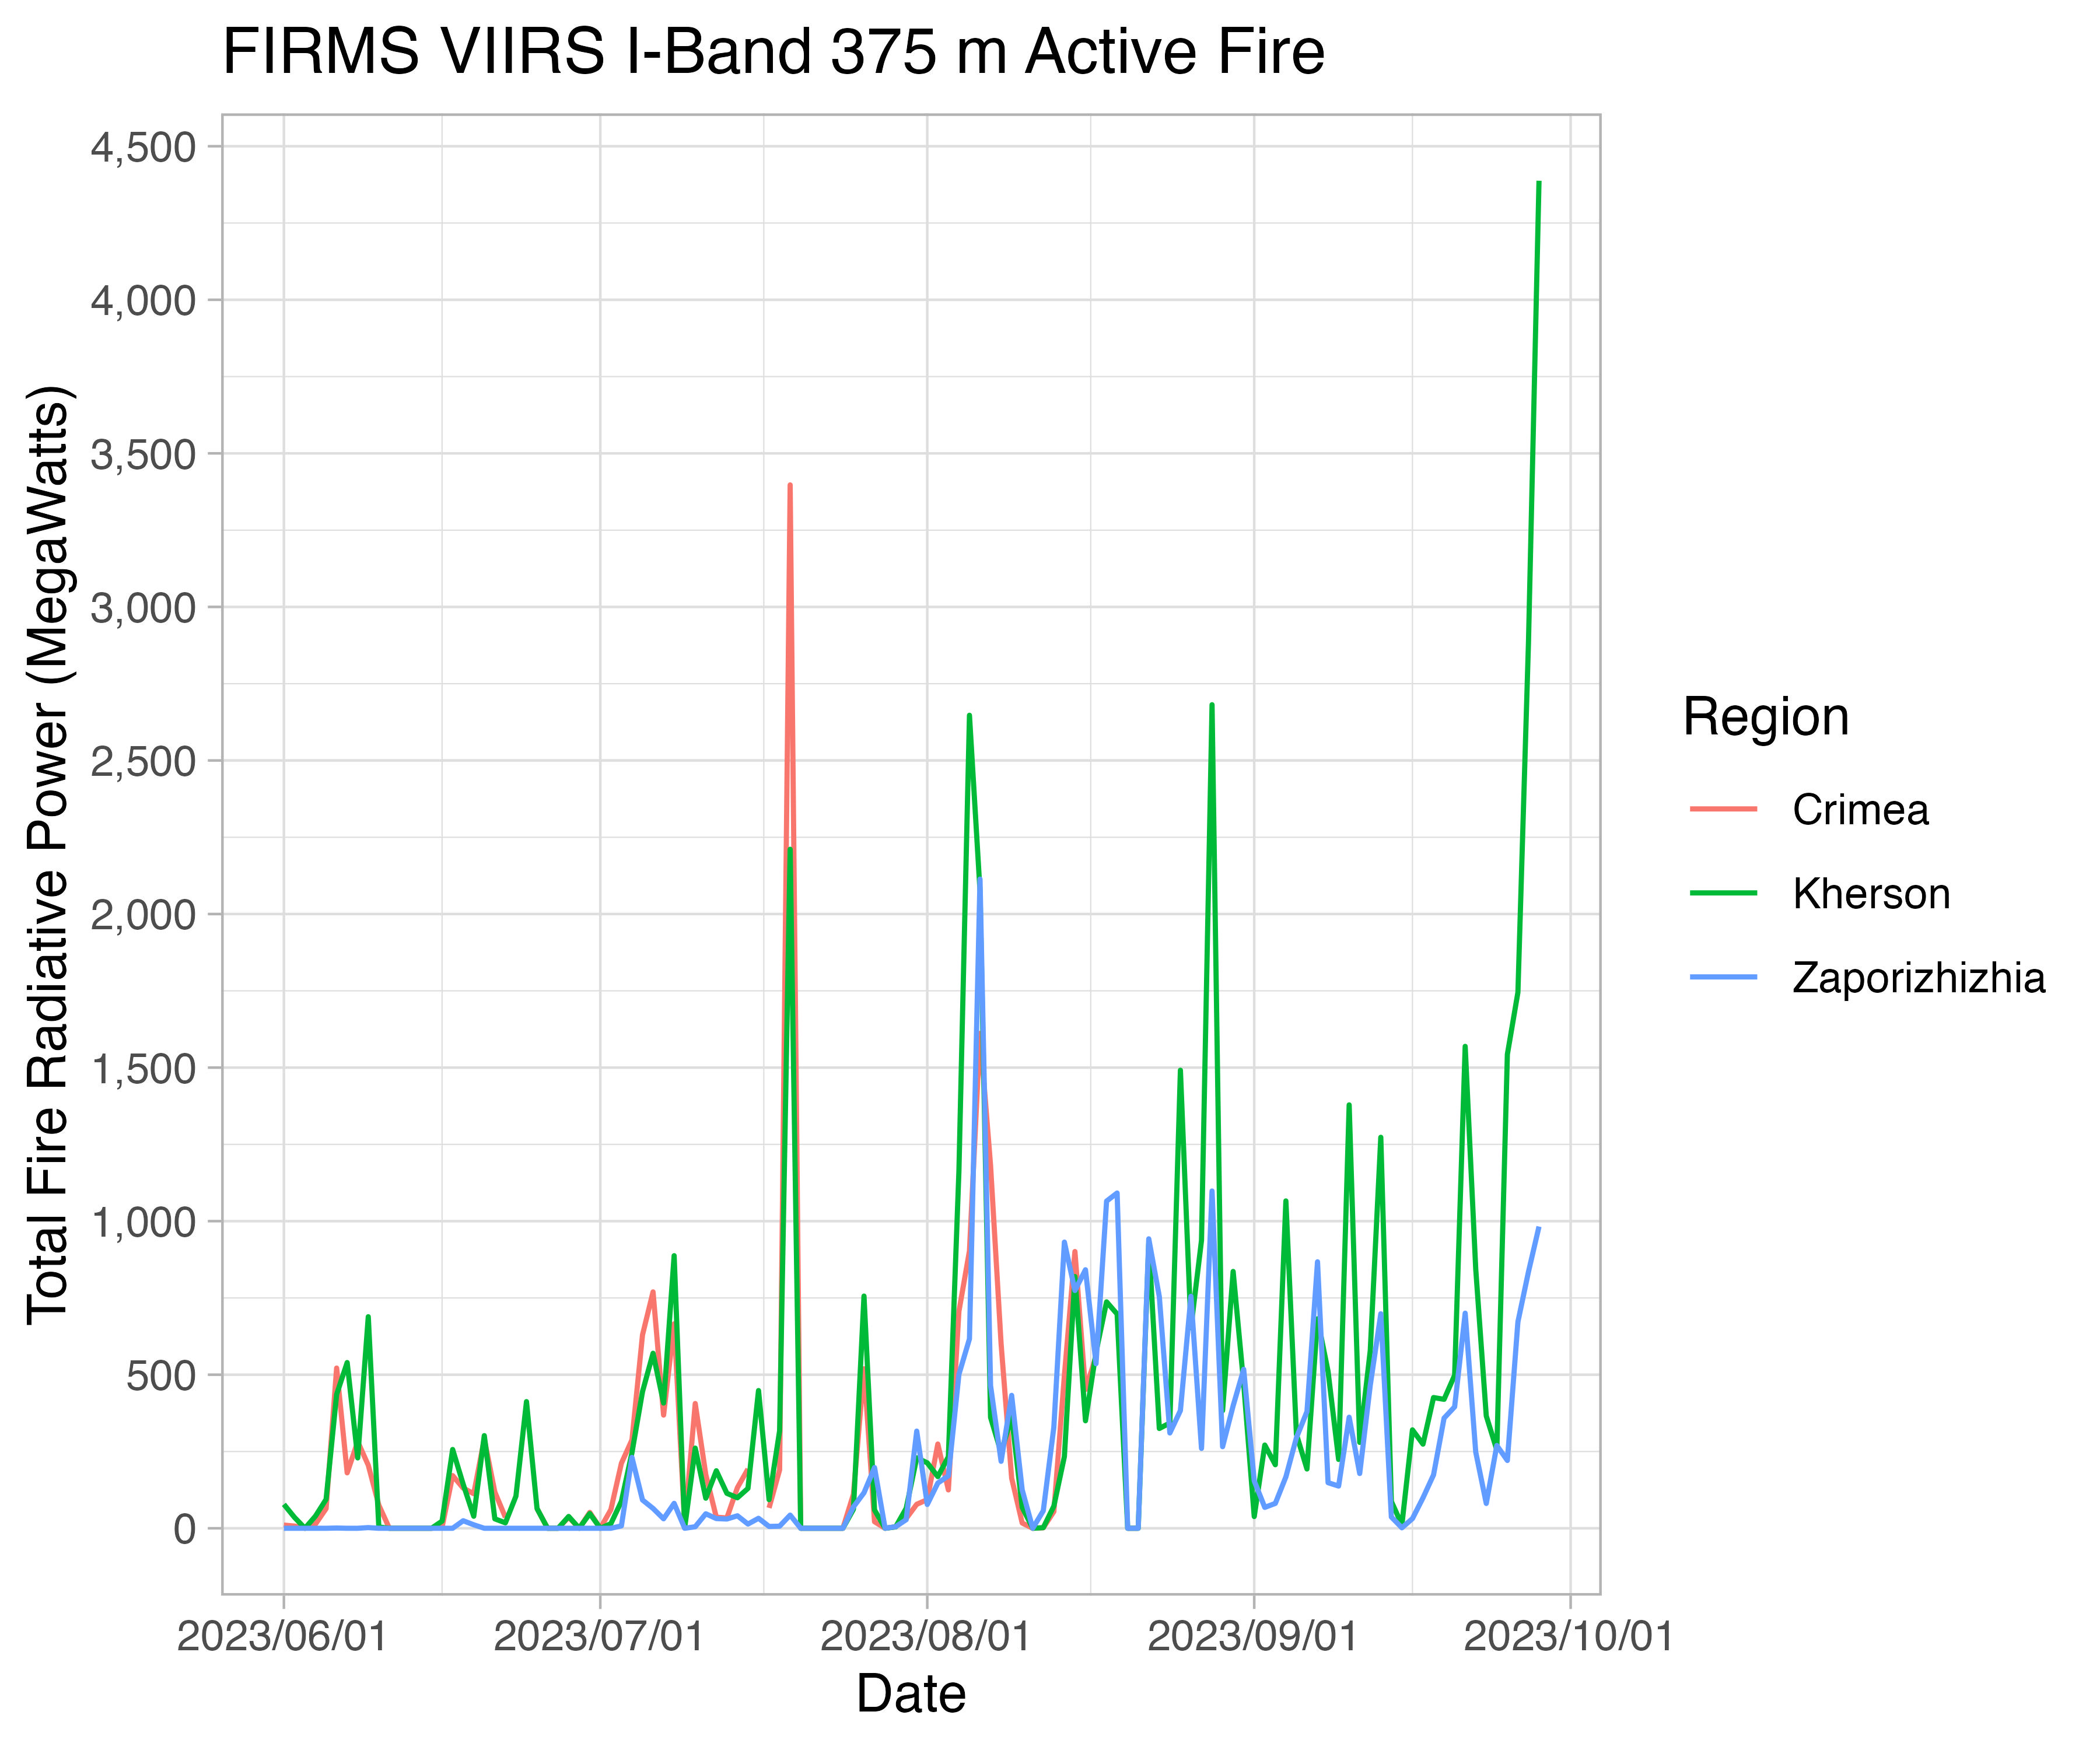 FIRMS VIIRS I-Band 375 m Active Fire
Total Fire Radiative Power (MegaWatts)
4,500
4,000
3,500
3,000
2,500
2,000
1,500
1,000
500
0
2023/06/01 2023/07/01 2023/08/01 2023/09/01 2023/10/01
Date
Region
Crimea
Kherson
Zaporizhizhia